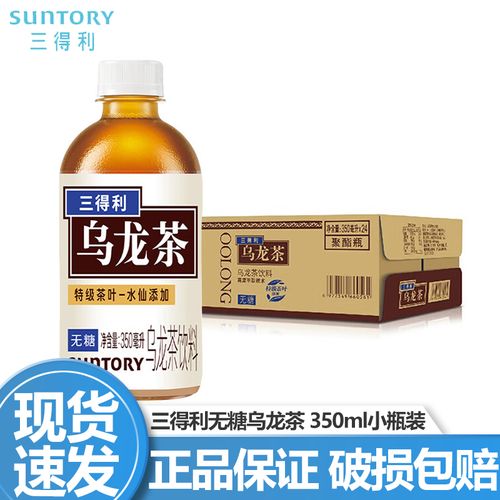 SUNTORY
三得利
三得利
乌龙茶
特级茶叶-水仙添加
无糖 净含量:350毫升
SUNTORY 乌龙茶饮料
OOLONG
三得利
乌龙茶
乌龙茶饮料
无糖
特级茶叶
净含量:350毫升×24
聚酯瓶
现货
速发
三得利无糖乌龙茶 350ml小瓶装
正品保证 破损包赔